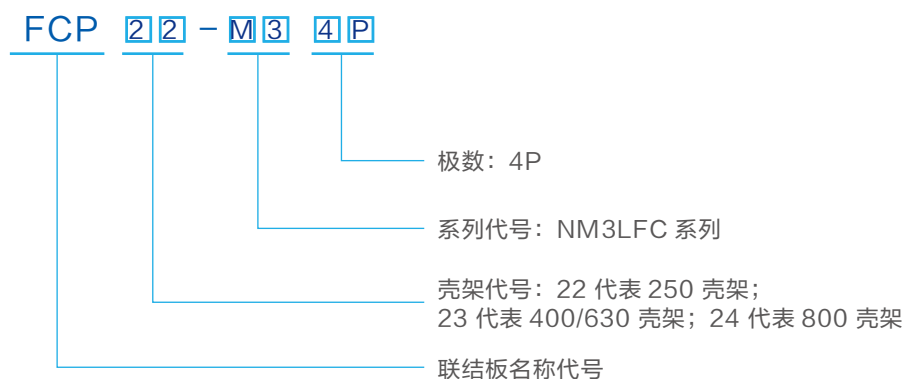 FCP 22-M3 4P
极数：4P
系列代号：NM3LFC 系列
壳架代号：22 代表 250 壳架；
23 代表 400/630 壳架；24 代表 800 壳架
联结板名称代号